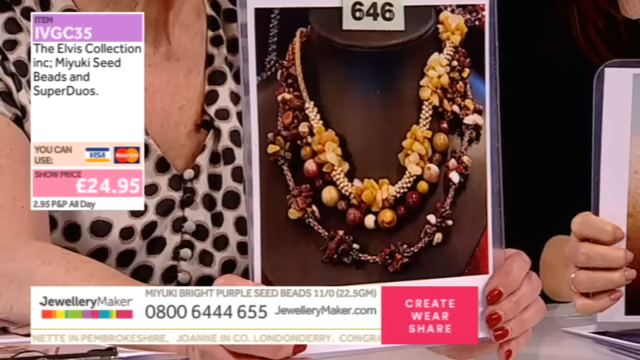 646
ITEM
IVGC35
The Elvis Collection
inc; Miyuki Seed
Beads and
SuperDuos.
YOU CAN
USE:
VISA
SHOW PRICE
£24.95
2.95 P&P All Day
JewelleryMaker
MIYUKI BRIGHT PURPLE SEED BEADS 11/0 (22.5GM)
0800 6444 655 JewelleryMaker.com
CREATE
WEAR
SHARE
NETTE IN PEMBROKESHIRE, JOANNE IN CO. LONDONDERRY, CONGRA